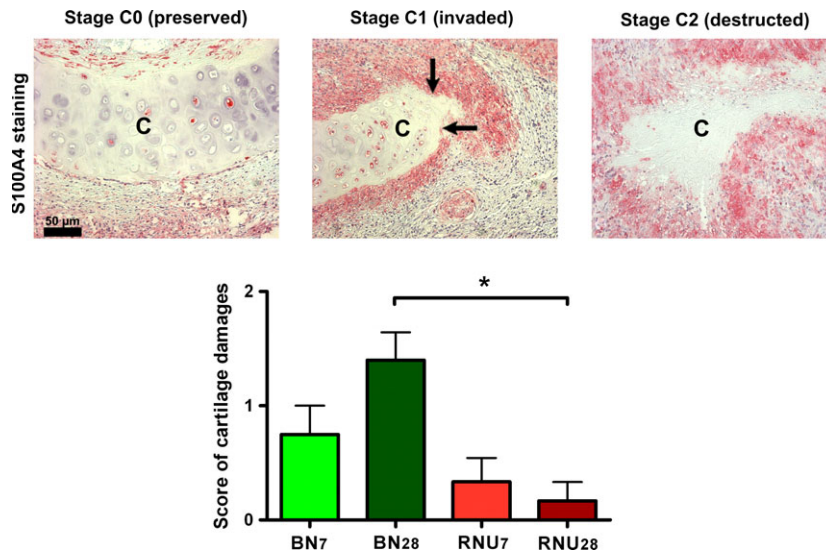 Stage C0 (preserved)
Stage C1 (invaded)
Stage C2 (destructed)
S100A4 staining
C
C
C
50 µm
Score of cartilage damages
2
*
1
0
BN7
BN28
RNU7
RNU28